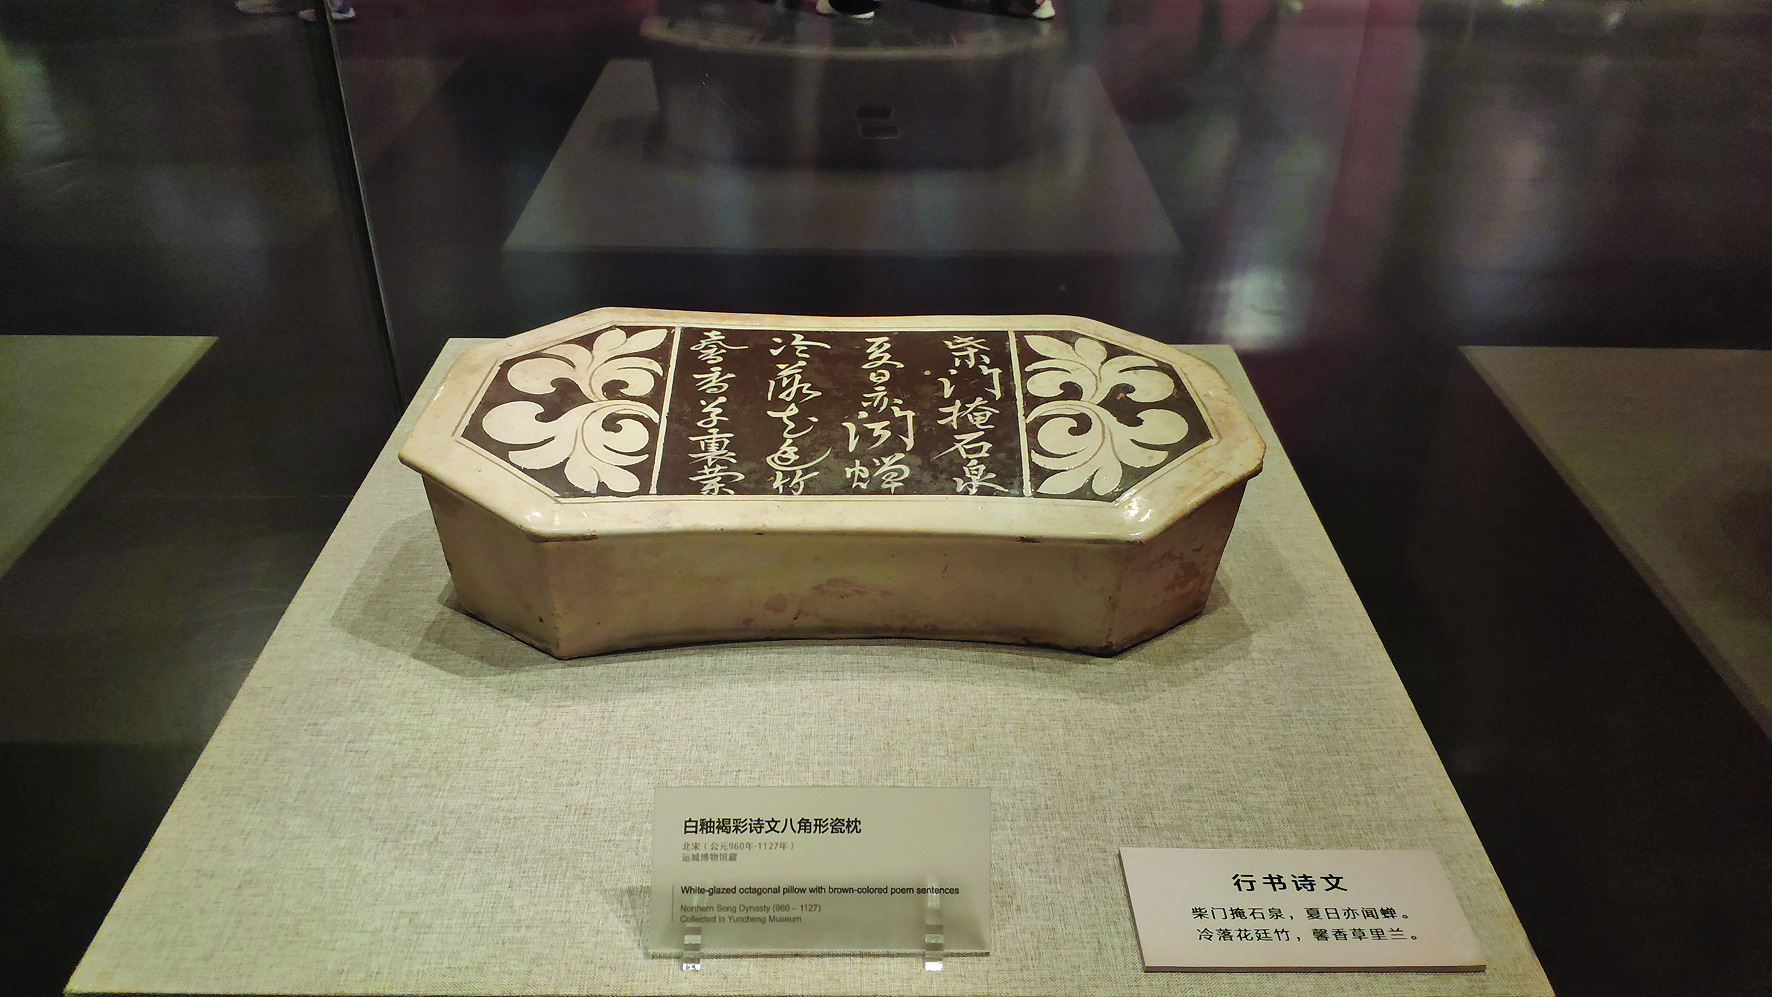 柴门掩石泉
夏日亦闻蝉
冷落花廷竹
馨香草裏蘭
白釉褐彩诗文八角形瓷枕
北宋（公元960年-1127年）
运城博物馆藏
White-glazed octagonal pillow with brown-colored poem sentences
Northern Song Dynasty (960 – 1127)
Collected in Yuncheng Museum
行书诗文
柴门掩石泉，夏日亦闻蝉。
冷落花廷竹，馨香草里兰。